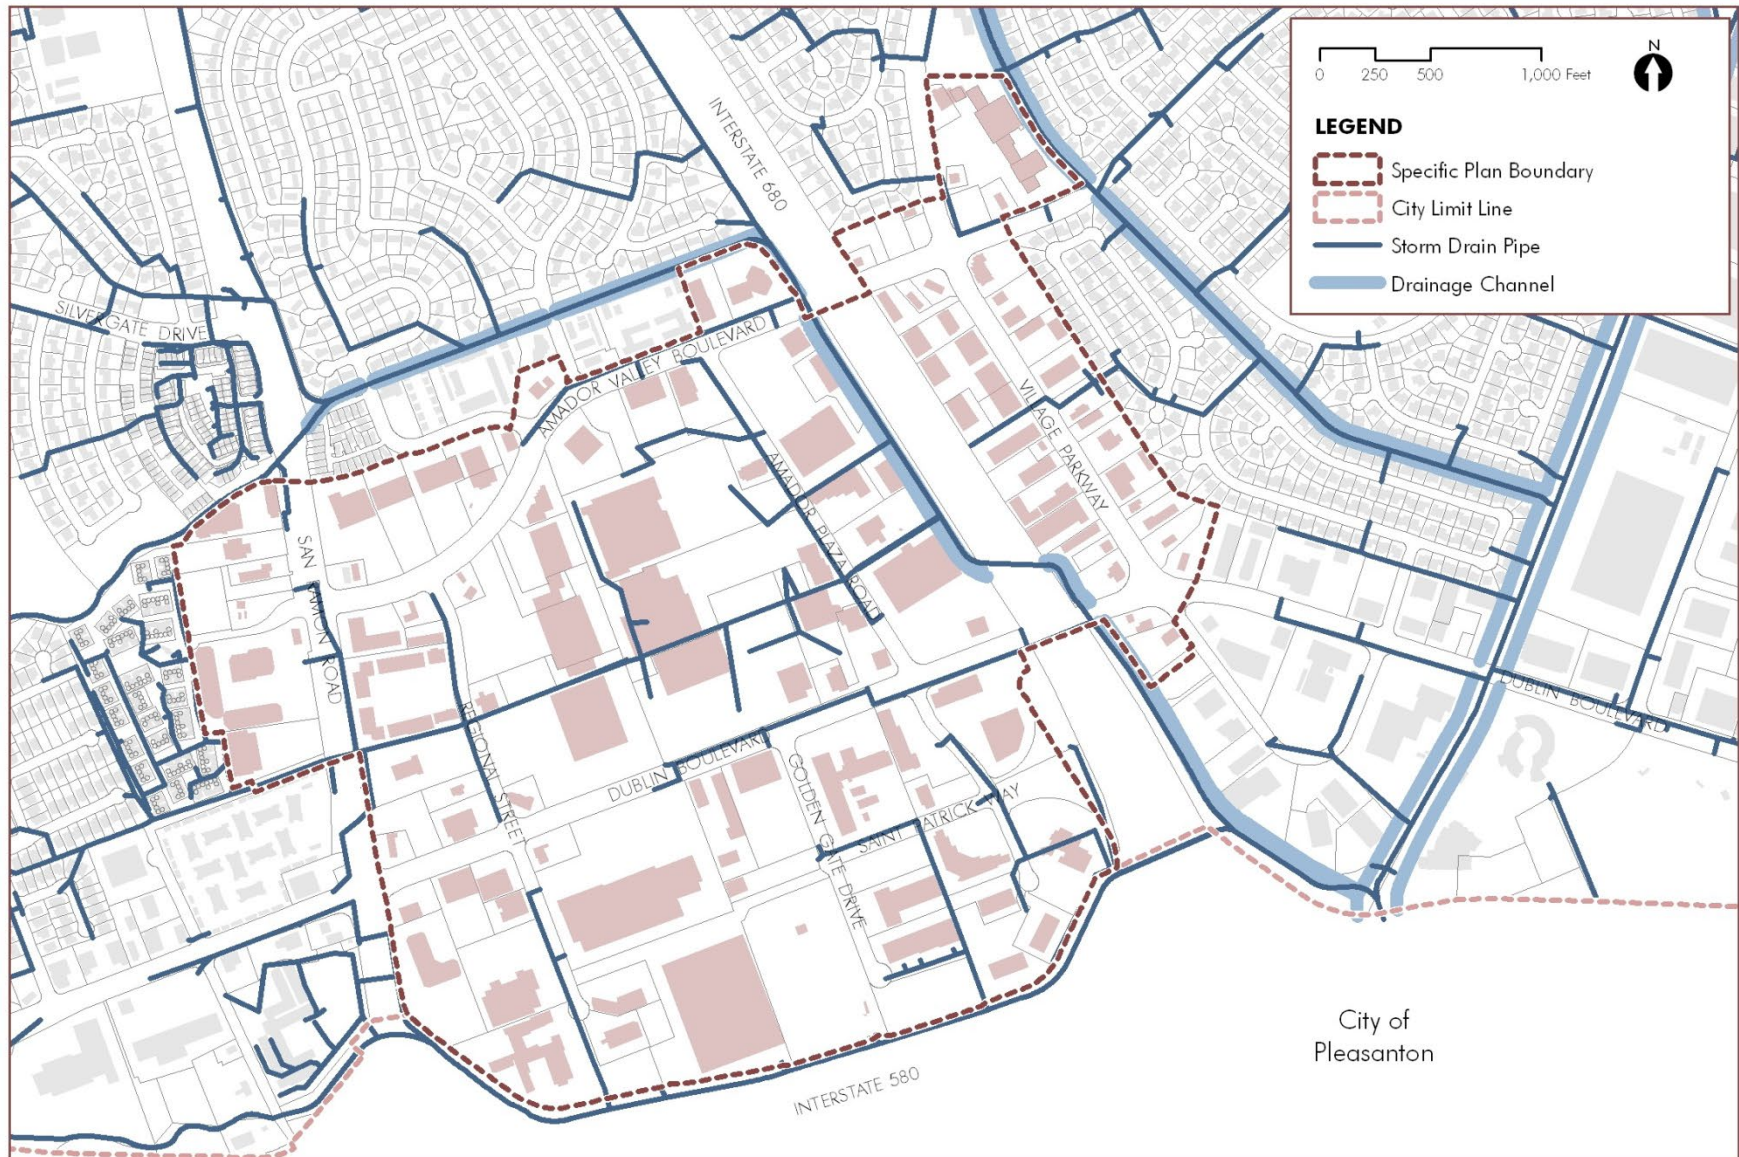 N
0 250 500 1,000 Feet
LEGEND
Specific Plan Boundary
City Limit Line
Storm Drain Pipe
Drainage Channel
INTERSTATE 680
SILVERGATE DRIVE
AMADOR VALLEY BOULEVARD
VILLAGE PARKWAY
AMADOR PLAZA ROAD
SAN RAMON ROAD
REGIONAL STREET
DUBLIN BOULEVARD
DUBLIN BOULEVARD
GOLDEN GATE DRIVE
SAINT PATRICK WAY
City of
Pleasanton
INTERSTATE 580